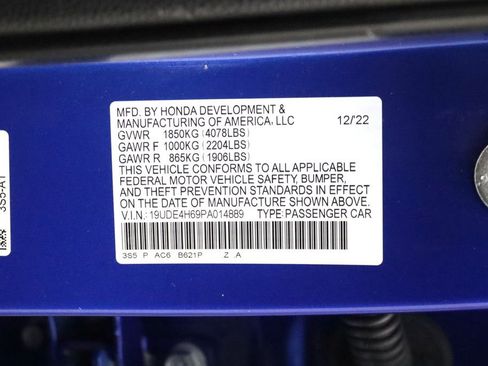 MFD. BY HONDA DEVELOPMENT &
MANUFACTURING OF AMERICA, LLC 12/'22
GVWR 1850KG (4078LBS)
GAWR F 1000KG (2204LBS)
GAWR R 865KG (1906LBS)
THIS VEHICLE CONFORMS TO ALL APPLICABLE
FEDERAL MOTOR VEHICLE SAFETY, BUMPER,
AND THEFT PREVENTION STANDARDS IN EFFECT
ON THE DATE OF MANUFACTURE SHOWN ABOVE.
V.I.N.: 19UDE4H69PA014889 TYPE: PASSENGER CAR
3S5 P AC6 B621P Z .A
3S5-A1